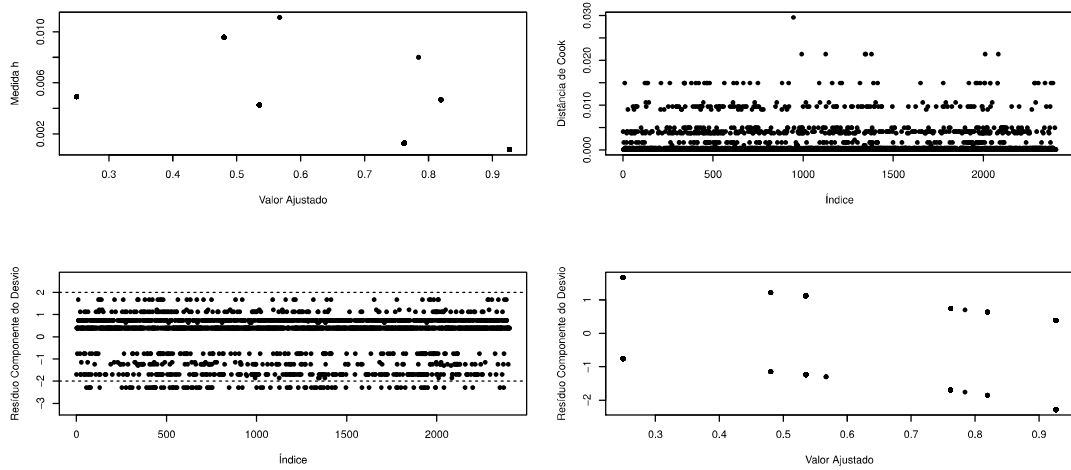 0.002 0.006 0.010
Medida h
0.3 0.4 0.5 0.6 0.7 0.8 0.9
Valor Ajustado
0.000 0.010 0.020 0.030
Distância de Cook
0 500 1000 1500 2000
Índice
-3 -2 -1 0 1 2
Resíduo Componente do Desvio
0 500 1000 1500 2000
Índice
-2 -1 0 1
Resíduo Componente do Desvio
0.3 0.4 0.5 0.6 0.7 0.8 0.9
Valor Ajustado